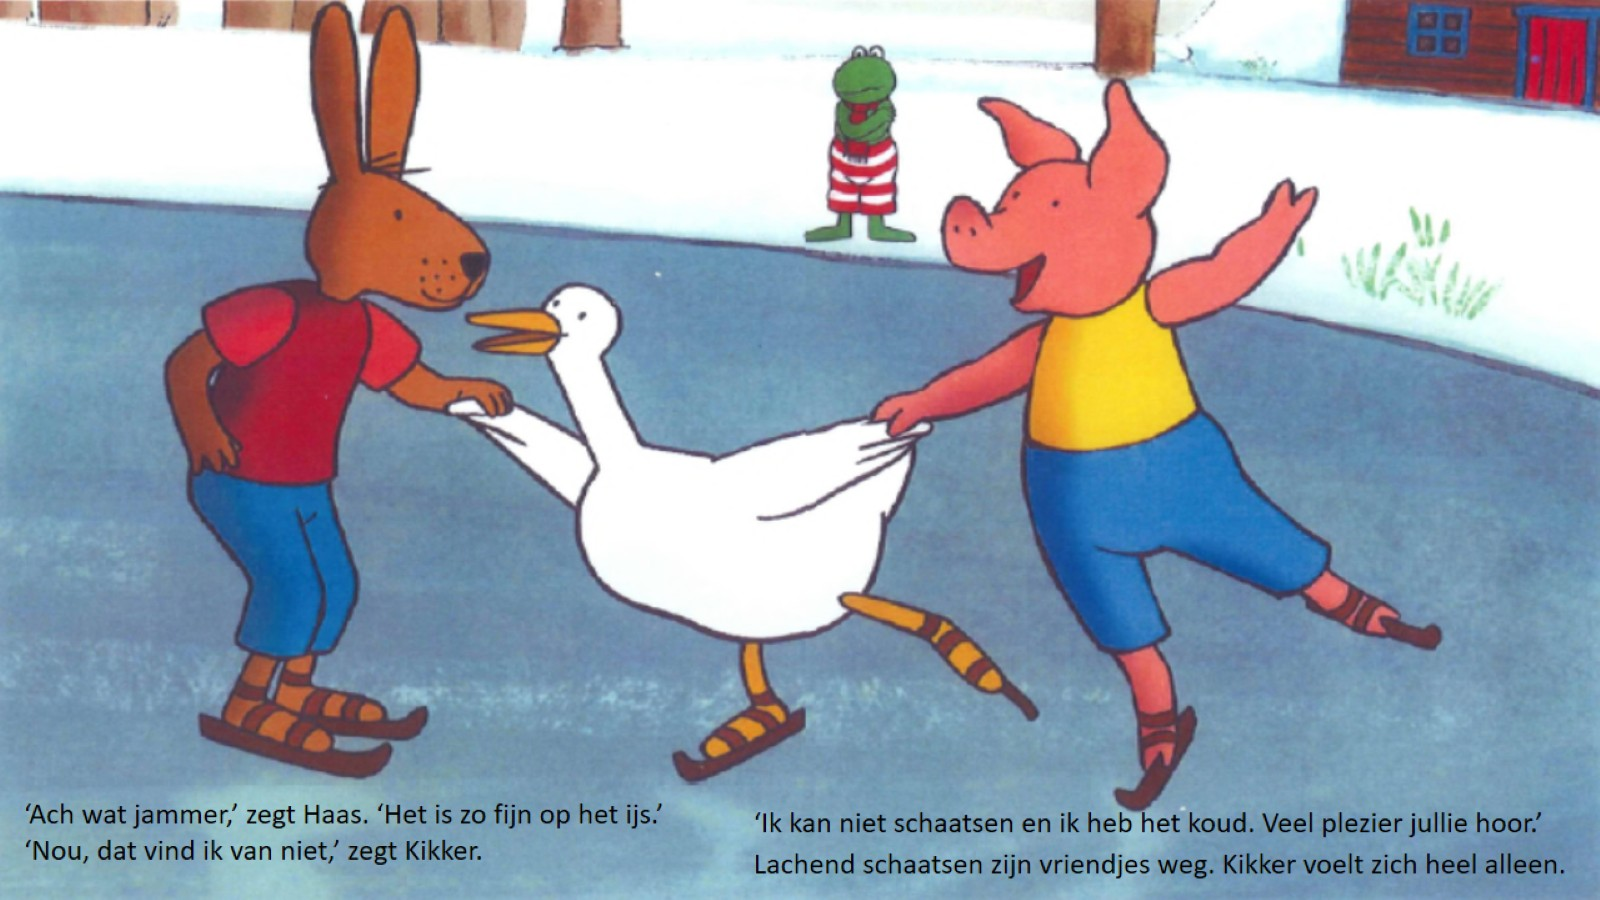 ‘Ach wat jammer,’ zegt Haas. ‘Het is zo fijn op het ijs.’
‘Nou, dat vind ik van niet,’ zegt Kikker.
‘Ik kan niet schaatsen en ik heb het koud. Veel plezier jullie hoor.’
Lachend schaatsen zijn vriendjes weg. Kikker voelt zich heel alleen.